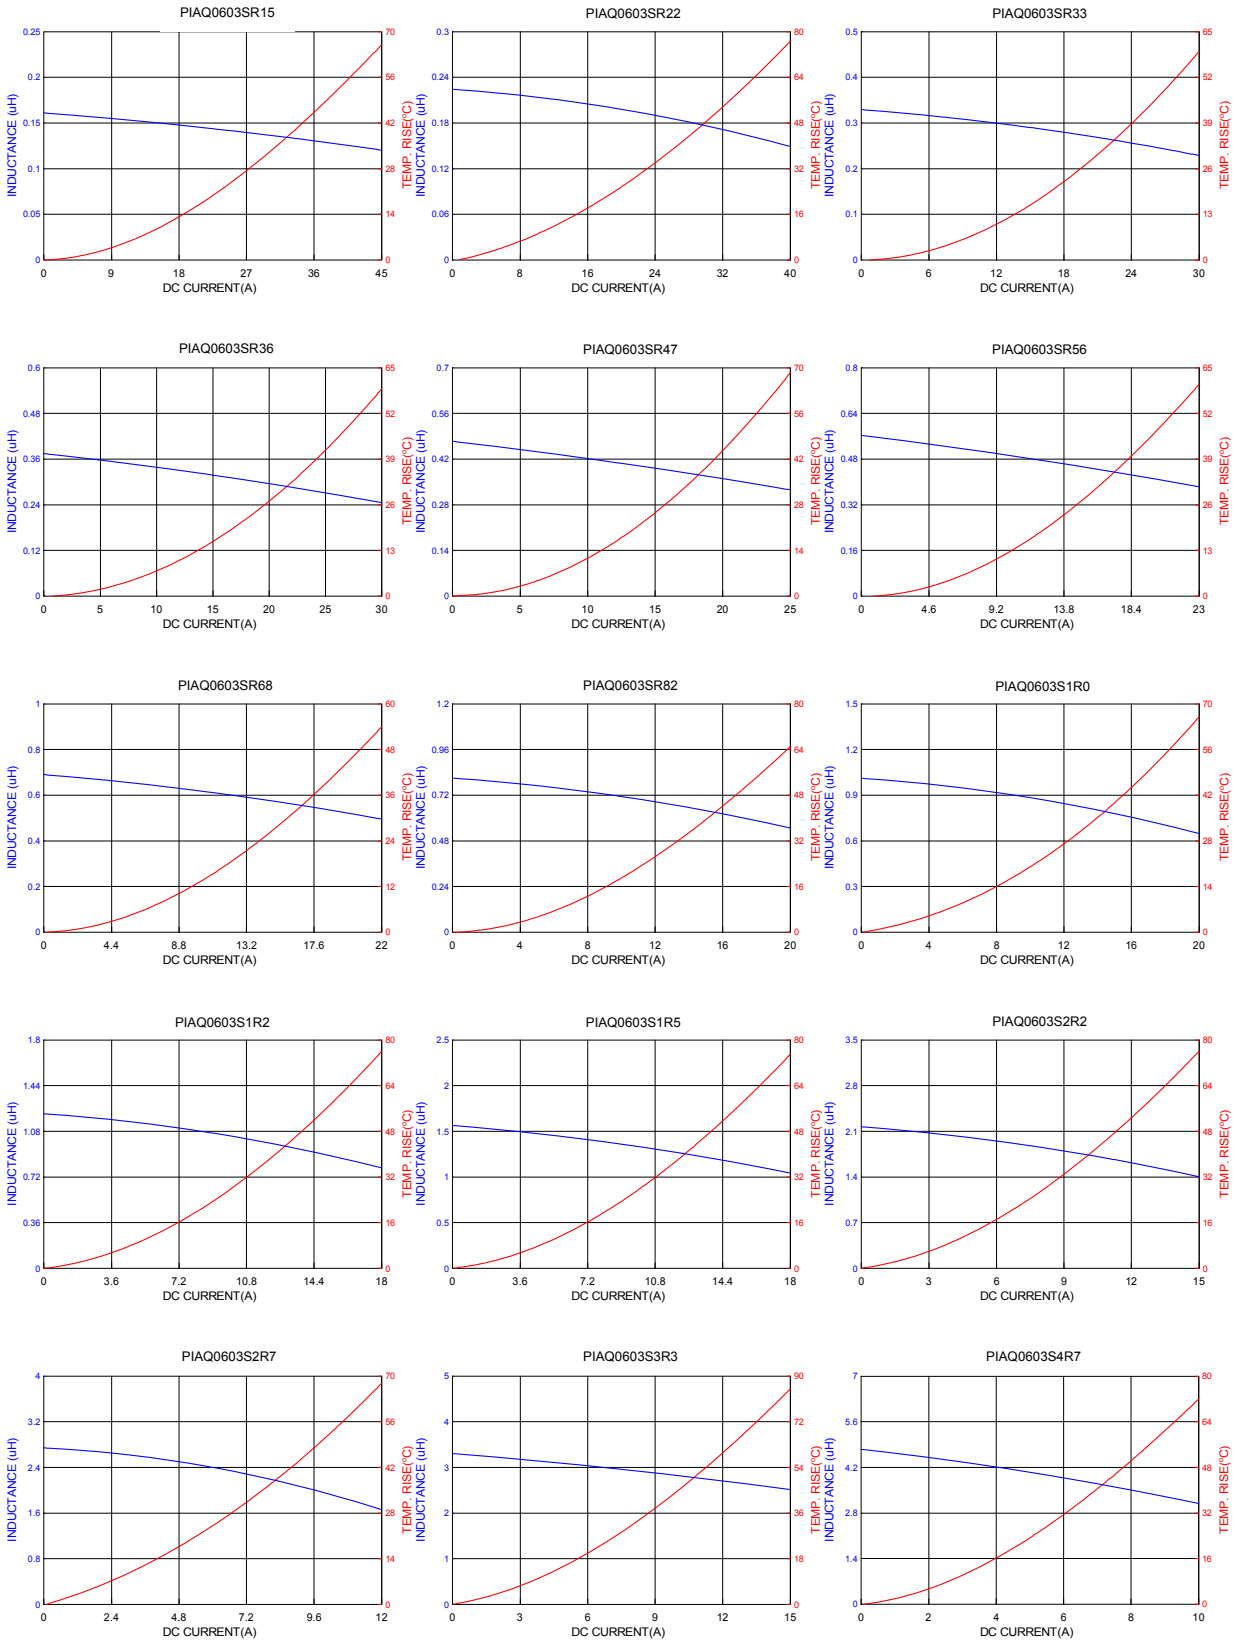 PIAQ0603SR15
INDUCTANCE (uH)
0.25
0.2
0.15
0.1
0.05
0
70
56
42
28
14
0
TEMP. RISE(ºC)
0 9 18 27 36 45
DC CURRENT(A)
PIAQ0603SR22
INDUCTANCE (uH)
0.3
0.24
0.18
0.12
0.06
0
80
64
48
32
16
0
TEMP. RISE(ºC)
0 8 16 24 32 40
DC CURRENT(A)
PIAQ0603SR33
INDUCTANCE (uH)
0.5
0.4
0.3
0.2
0.1
0
65
52
39
26
13
0
TEMP. RISE(ºC)
0 6 12 18 24 30
DC CURRENT(A)
PIAQ0603SR36
INDUCTANCE (uH)
0.6
0.48
0.36
0.24
0.12
0
65
52
39
26
13
0
TEMP. RISE(ºC)
0 5 10 15 20 25 30
DC CURRENT(A)
PIAQ0603SR47
INDUCTANCE (uH)
0.7
0.56
0.42
0.28
0.14
0
70
56
42
28
14
0
TEMP. RISE(ºC)
0 5 10 15 20 25
DC CURRENT(A)
PIAQ0603SR56
INDUCTANCE (uH)
0.8
0.64
0.48
0.32
0.16
0
65
52
39
26
13
0
TEMP. RISE(ºC)
0 4.6 9.2 13.8 18.4 23
DC CURRENT(A)
PIAQ0603SR68
INDUCTANCE (uH)
1
0.8
0.6
0.4
0.2
0
60
48
36
24
12
0
TEMP. RISE(ºC)
0 4.4 8.8 13.2 17.6 22
DC CURRENT(A)
PIAQ0603SR82
INDUCTANCE (uH)
1.2
0.96
0.72
0.48
0.24
0
80
64
48
32
16
0
TEMP. RISE(ºC)
0 4 8 12 16 20
DC CURRENT(A)
PIAQ0603S1R0
INDUCTANCE (uH)
1.5
1.2
0.9
0.6
0.3
0
70
56
42
28
14
0
TEMP. RISE(ºC)
0 4 8 12 16 20
DC CURRENT(A)
PIAQ0603S1R2
INDUCTANCE (uH)
1.8
1.44
1.08
0.72
0.36
0
80
64
48
32
16
0
TEMP. RISE(ºC)
0 3.6 7.2 10.8 14.4 18
DC CURRENT(A)
PIAQ0603S1R5
INDUCTANCE (uH)
2.5
2
1.5
1
0.5
0
80
64
48
32
16
0
TEMP. RISE(ºC)
0 3.6 7.2 10.8 14.4 18
DC CURRENT(A)
PIAQ0603S2R2
INDUCTANCE (uH)
3.5
2.8
2.1
1.4
0.7
0
80
64
48
32
16
0
TEMP. RISE(ºC)
0 3 6 9 12 15
DC CURRENT(A)
PIAQ0603S2R7
INDUCTANCE (uH)
4
3.2
2.4
1.6
0.8
0
70
56
42
28
14
0
TEMP. RISE(ºC)
0 2.4 4.8 7.2 9.6 12
DC CURRENT(A)
PIAQ0603S3R3
INDUCTANCE (uH)
5
4
3
2
1
0
90
72
54
36
18
0
TEMP. RISE(ºC)
0 3 6 9 12 15
DC CURRENT(A)
PIAQ0603S4R7
INDUCTANCE (uH)
7
5.6
4.2
2.8
1.4
0
80
64
48
32
16
0
TEMP. RISE(ºC)
0 2 4 6 8 10
DC CURRENT(A)